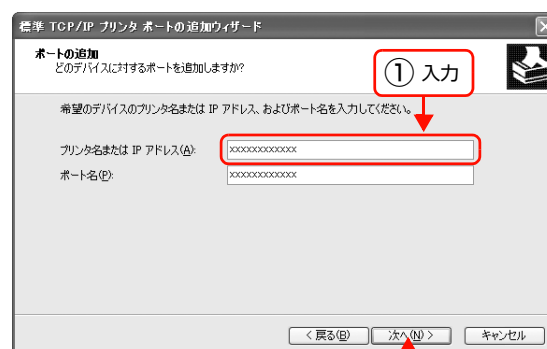 標準 TCP/IP プリンタ ポートの追加ウィザード
ポートの追加
どのデバイスに対するポートを追加しますか?
① 入力
希望のデバイスのプリンタ名または IP アドレス、およびポート名を入力してください。
プリンタ名または IP アドレス(A): xxxxxxxxxxxx
ポート名(P): xxxxxxxxxxxx
< 戻る(B) 次へ(N) > キャンセル